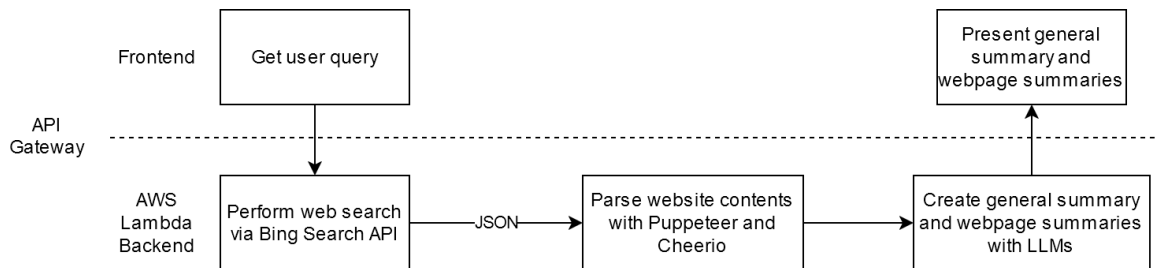 Frontend
Get user query
Present general
summary and
webpage summaries
API
Gateway
AWS
Lambda
Backend
Perform web search
via Bing Search API
JSON
Parse website contents
with Puppeteer and
Cheerio
Create general summary
and webpage summaries
with LLMs